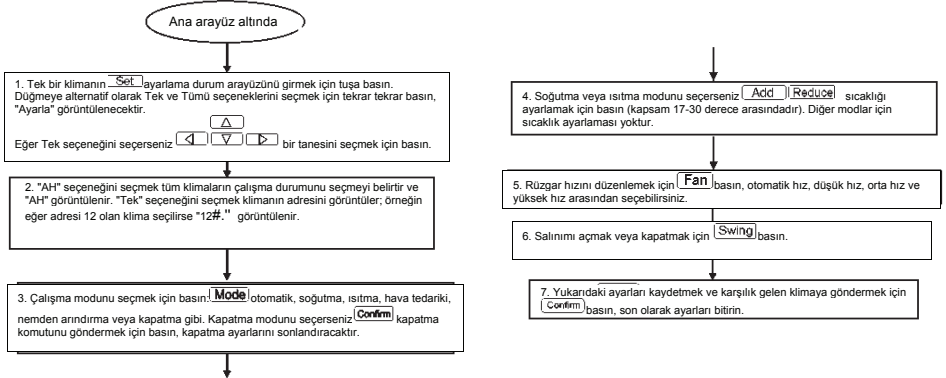 Ana arayüz altında
1. Tek bir klimanın Set ayarlama durum arayüzünü girmek için tuşa basın.
Düğmeye alternatif olarak Tek ve Tümü seçeneklerini seçmek için tekrar tekrar basın,
"Ayarla" görüntülenecektir.
△
Eğer Tek seçeneğini seçerseniz ◁ ▽ ▷ bir tanesini seçmek için basın.
2. "AH" seçeneğini seçmek tüm klimaların çalışma durumunu seçmeyi belirtir ve
"AH" görüntülenir. "Tek" seçeneğini seçmek klimanın adresini görüntüler; örneğin
eğer adresi 12 olan klima seçilirse "12#." görüntülenir.
3. Çalışma modunu seçmek için basın: Mode otomatik, soğutma, ısıtma, hava tedariki,
nemden arındırma veya kapatma gibi. Kapatma modunu seçerseniz Confirm kapatma
komutunu göndermek için basın, kapatma ayarlarını sonlandıracaktır.
4. Soğutma veya ısıtma modunu seçerseniz Add Reduce sıcaklığı
ayarlamak için basın (kapsam 17-30 derece arasındadır). Diğer modlar için
sıcaklık ayarlaması yoktur.
5. Rüzgar hızını düzenlemek için Fan basın, otomatik hız, düşük hız, orta hız ve
yüksek hız arasından seçebilirsiniz.
6. Salınımı açmak veya kapatmak için Swing basın.
7. Yukarıdaki ayarları kaydetmek ve karşılık gelen klimaya göndermek için
Confirm basın, son olarak ayarları bitirin.